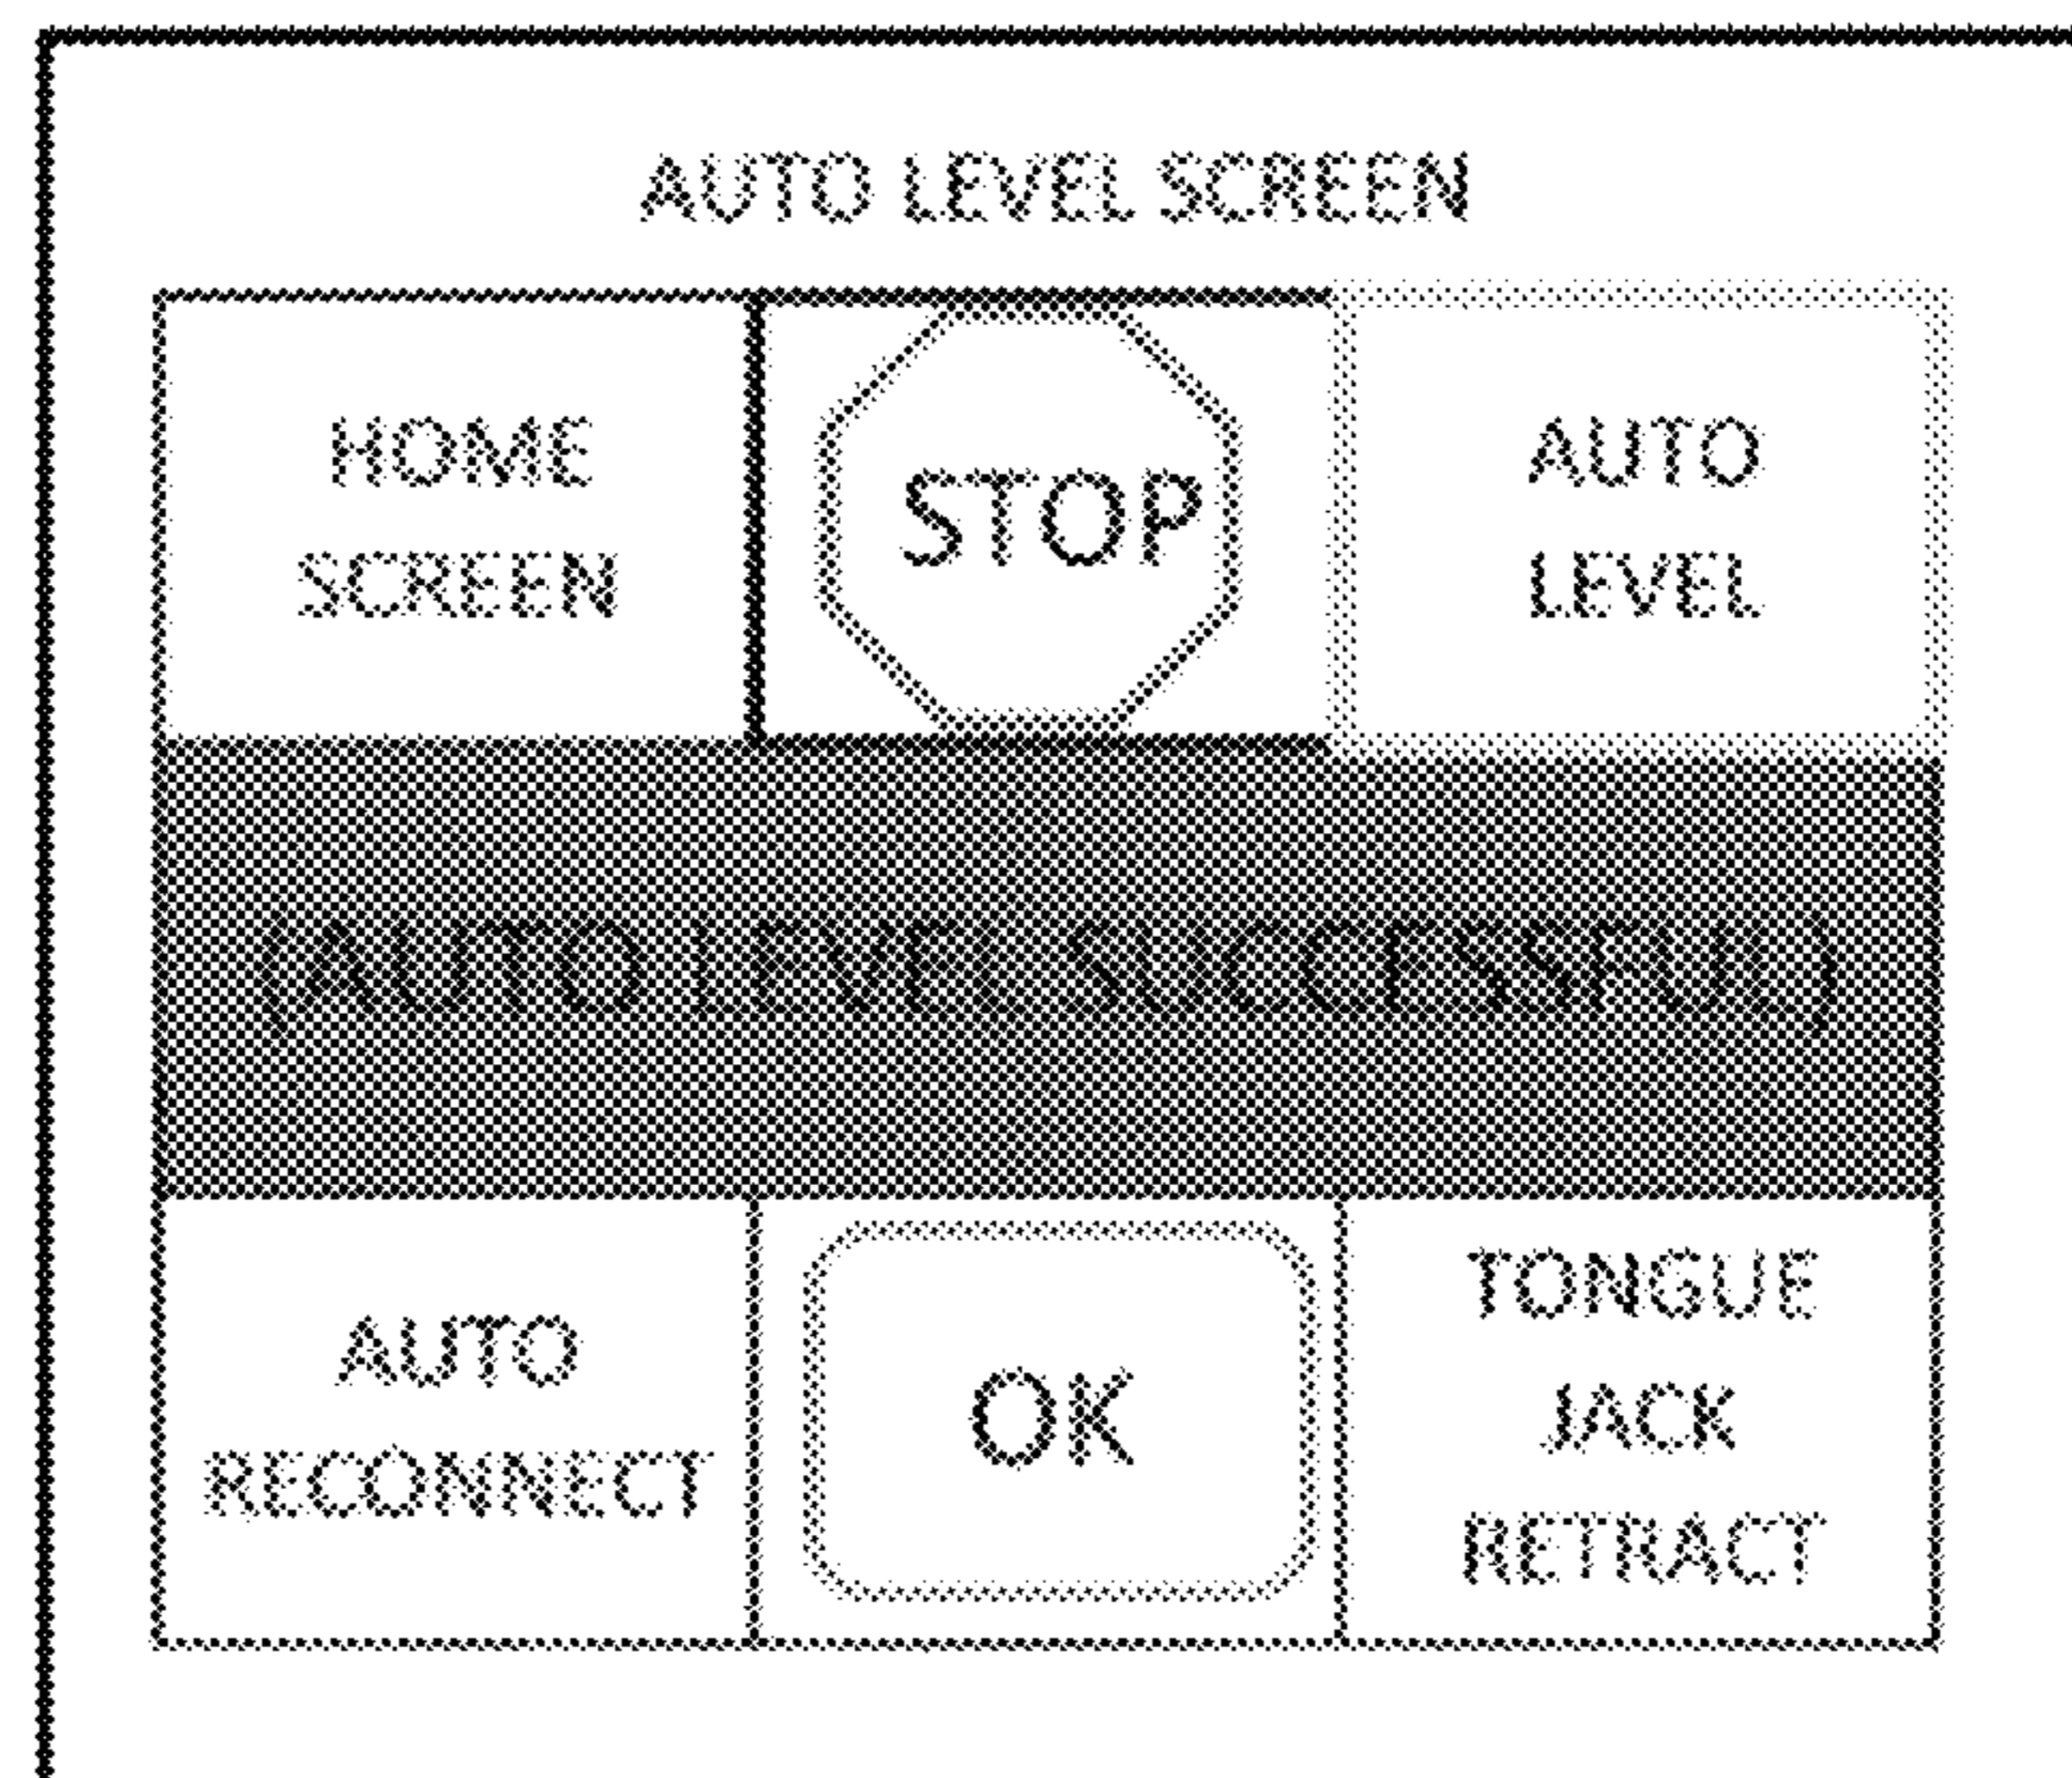 AUTO LEVEL SCREEN
HOME
SCREEN
STOP
AUTO
LEVEL
(AUTO LEVEL SUCCESSFUL)
AUTO
RECONNECT
OK
TONGUE
JACK
RETRACT